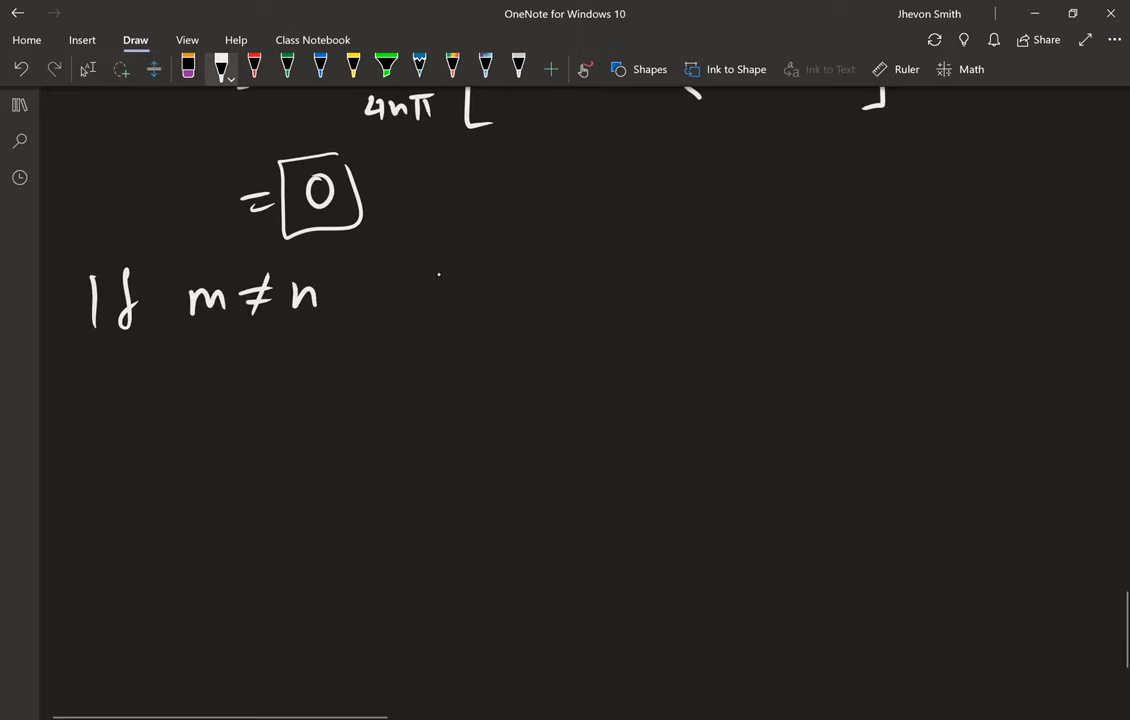 OneNote for Windows 10
Jhevon Smith
Home Insert Draw View Help Class Notebook Share
Shapes Ink to Shape Ink to Text Ruler Math
4nπ [ ]
= 0
If m ≠ n